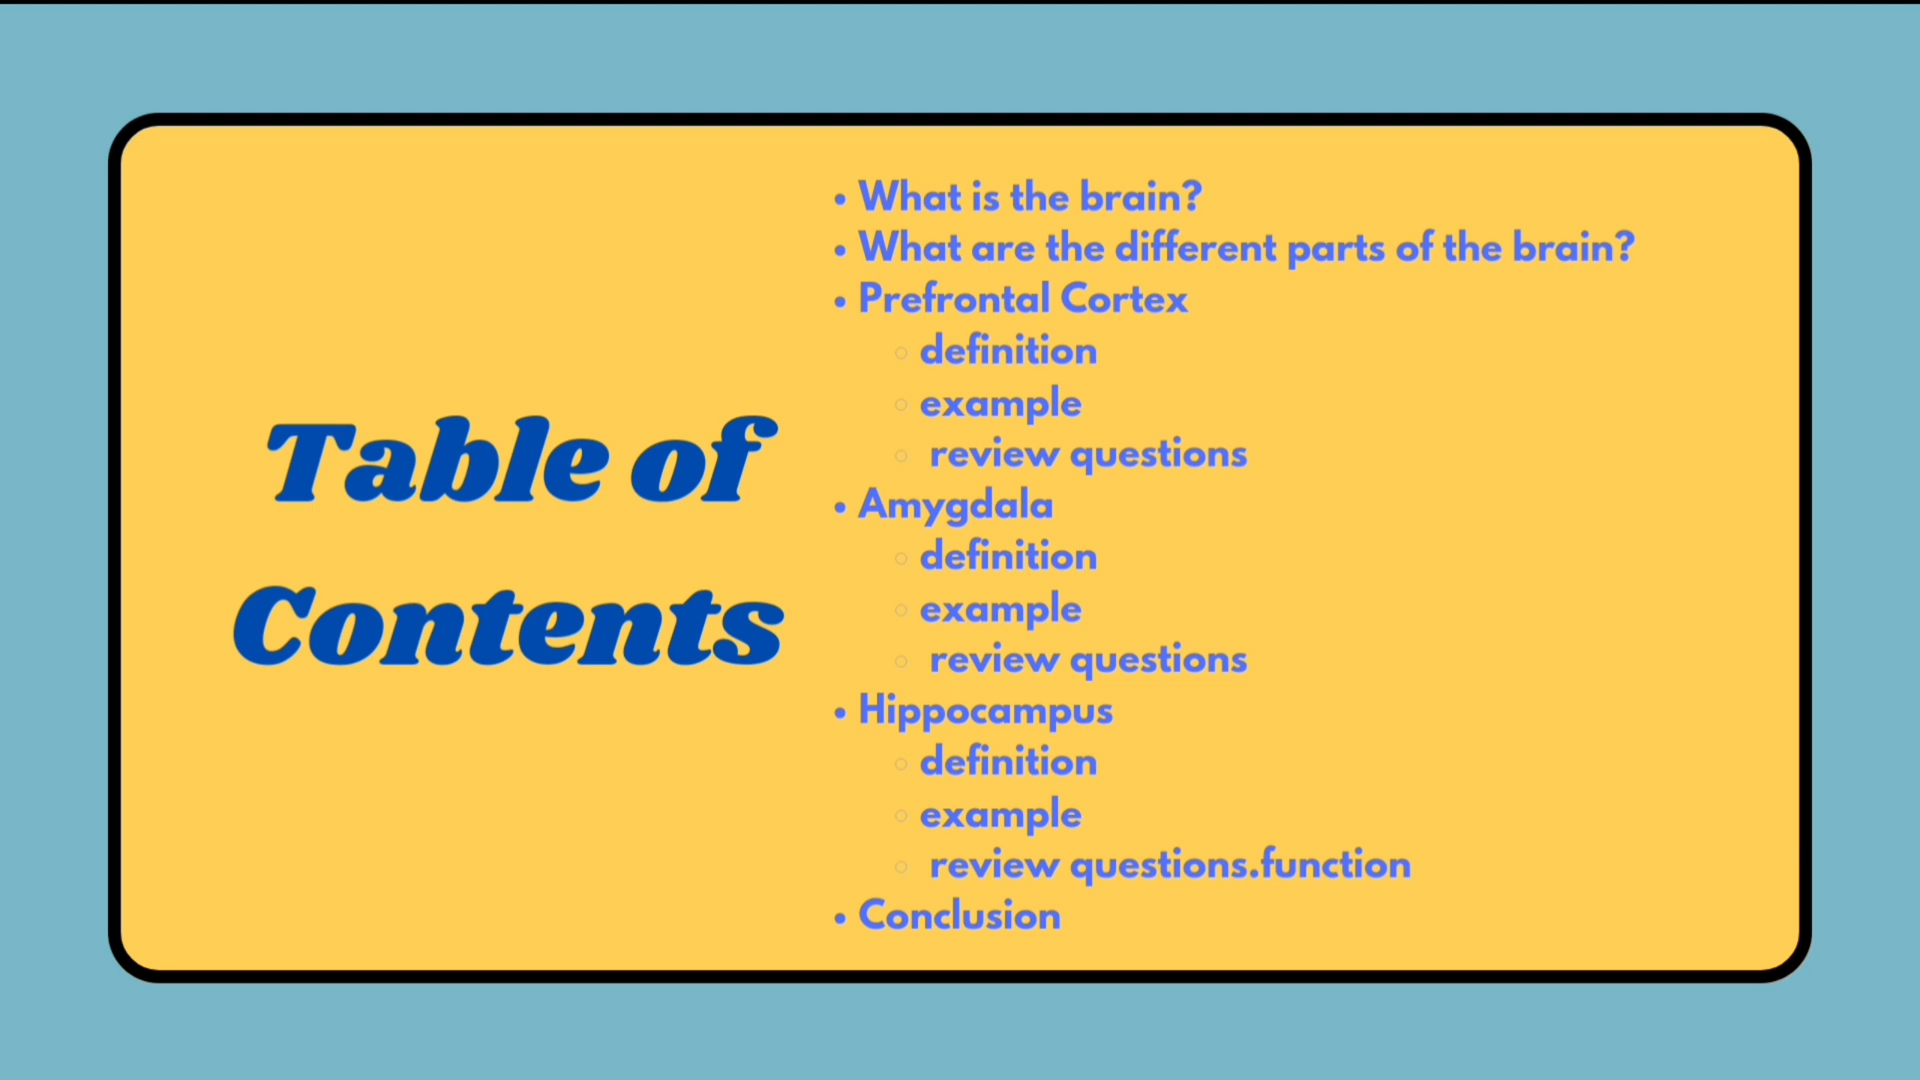 Table of
Contents
• What is the brain?
• What are the different parts of the brain?
• Prefrontal Cortex
○ definition
○ example
○ review questions
• Amygdala
○ definition
○ example
○ review questions
• Hippocampus
○ definition
○ example
○ review questions.function
• Conclusion